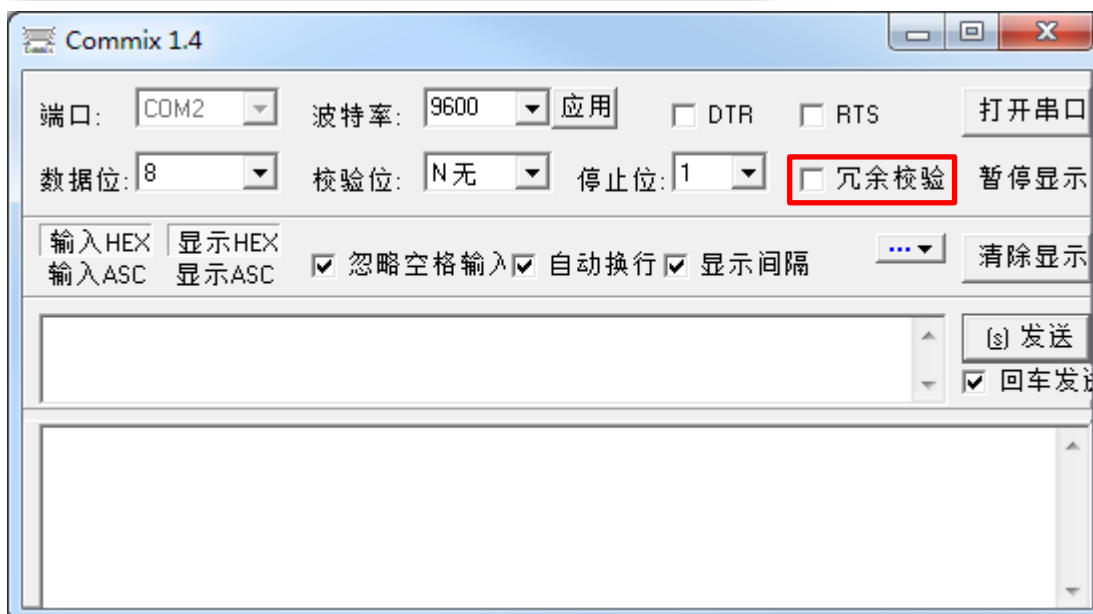 Commix 1.4
端口: COM2 波特率: 9600 应用 DTR RTS 打开串口
数据位: 8 校验位: N无 停止位: 1 冗余校验 暂停显示
输入HEX 显示HEX
输入ASC 显示ASC
忽略空格输入 自动换行 显示间隔 ... 清除显示
(s) 发送
回车发送